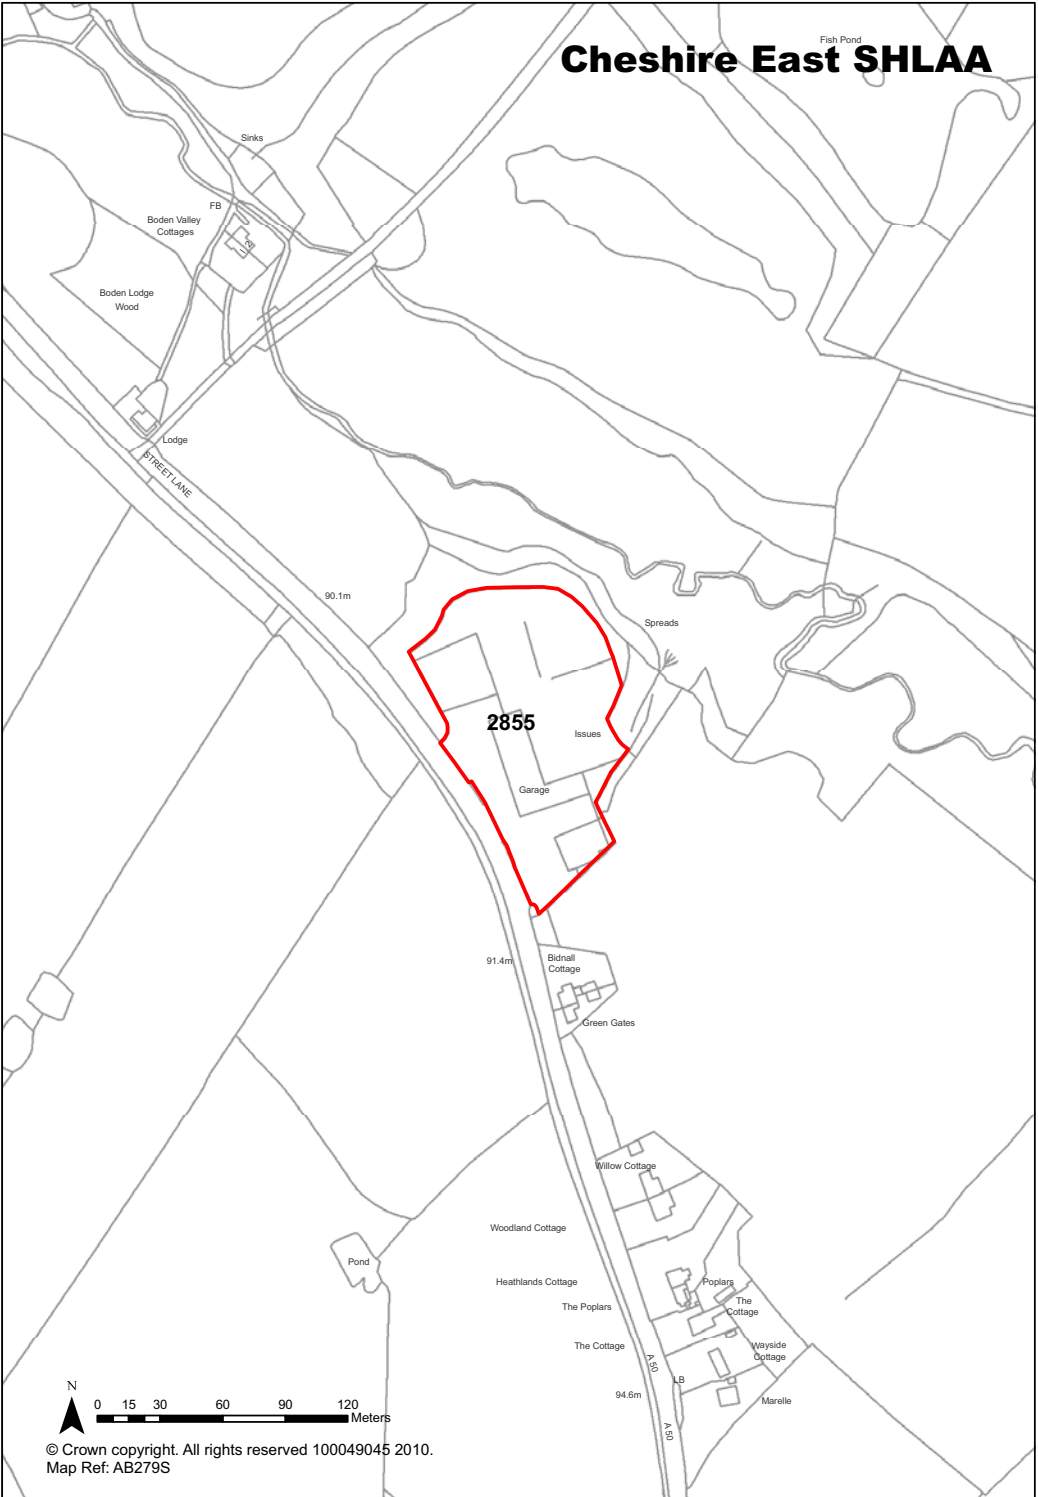 Cheshire East SHLAA
Fish Pond
Sinks
FB
Boden Valley
Cottages
Boden Lodge
Wood
Lodge
STREET LANE
90.1m
Spreads
2855
Issues
Garage
91.4m
Bidnall
Cottage
Green Gates
Willow Cottage
Woodland Cottage
Pond
Heathlands Cottage
Poplars
The Poplars
The
Cottage
The Cottage
Wayside
Cottage
A 50
LB
94.6m
Marelle
A 50
N
0 15 30 60 90 120
Meters
© Crown copyright. All rights reserved 100049045 2010.
Map Ref: AB279S